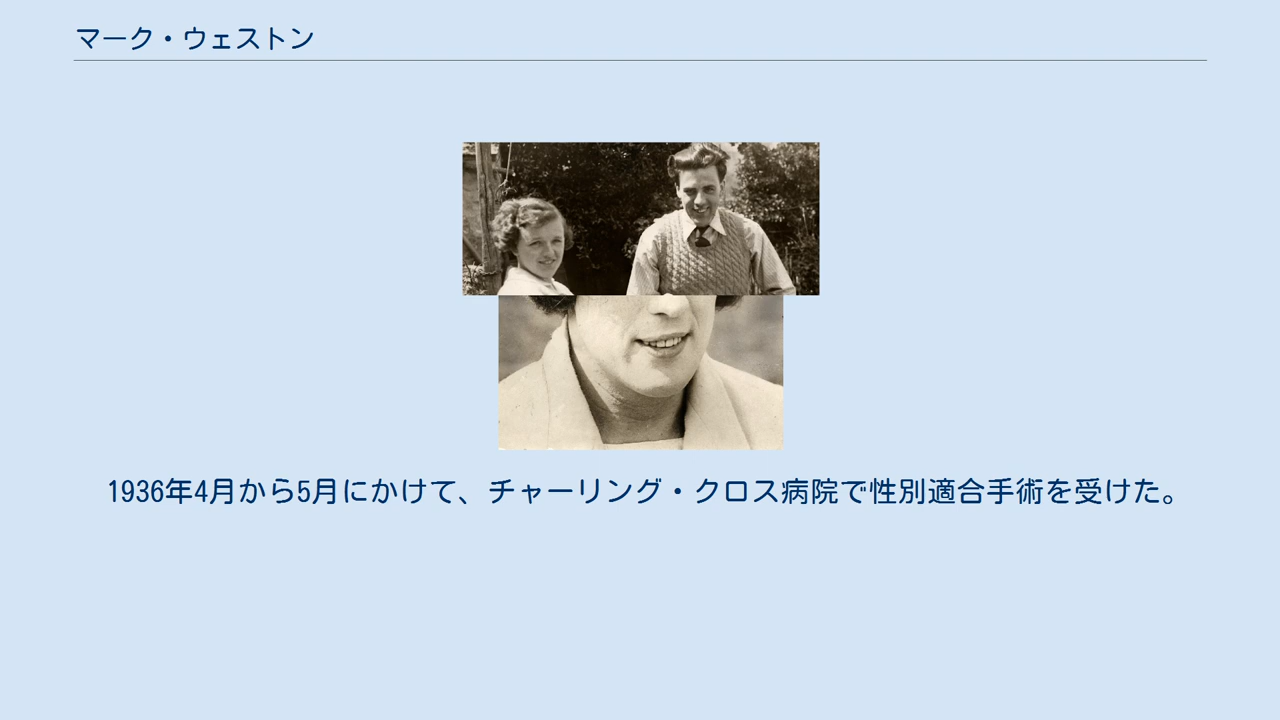 マーク・ウェストン
1936年4月から5月にかけて、チャーリング・クロス病院で性別適合手術を受けた。